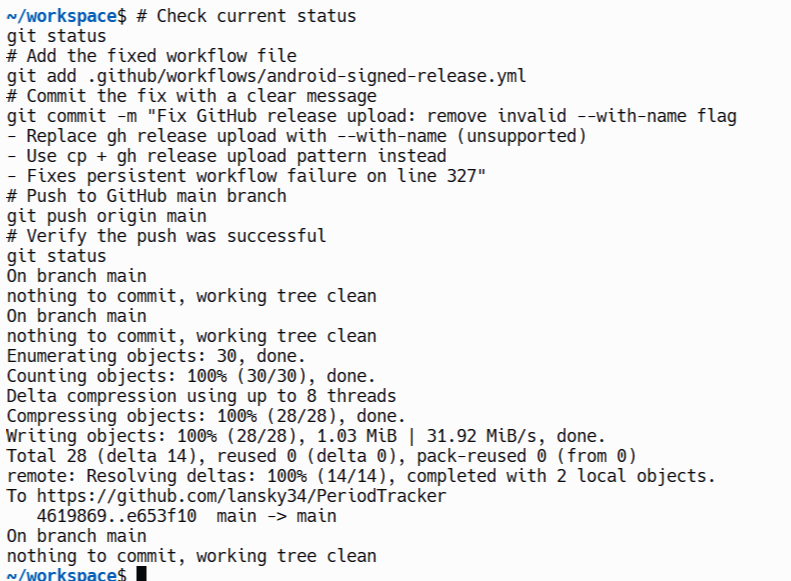 ~/workspace$ # Check current status
git status
# Add the fixed workflow file
git add .github/workflows/android-signed-release.yml
# Commit the fix with a clear message
git commit -m "Fix GitHub release upload: remove invalid --with-name flag
- Replace gh release upload with --with-name (unsupported)
- Use cp + gh release upload pattern instead
- Fixes persistent workflow failure on line 327"
# Push to GitHub main branch
git push origin main
# Verify the push was successful
git status
On branch main
nothing to commit, working tree clean
On branch main
nothing to commit, working tree clean
Enumerating objects: 30, done.
Counting objects: 100% (30/30), done.
Delta compression using up to 8 threads
Compressing objects: 100% (28/28), done.
Writing objects: 100% (28/28), 1.03 MiB | 31.92 MiB/s, done.
Total 28 (delta 14), reused 0 (delta 0), pack-reused 0 (from 0)
remote: Resolving deltas: 100% (14/14), completed with 2 local objects.
To https://github.com/lansky34/PeriodTracker
   4619869..e653f10  main -> main
On branch main
nothing to commit, working tree clean
~/workspace$